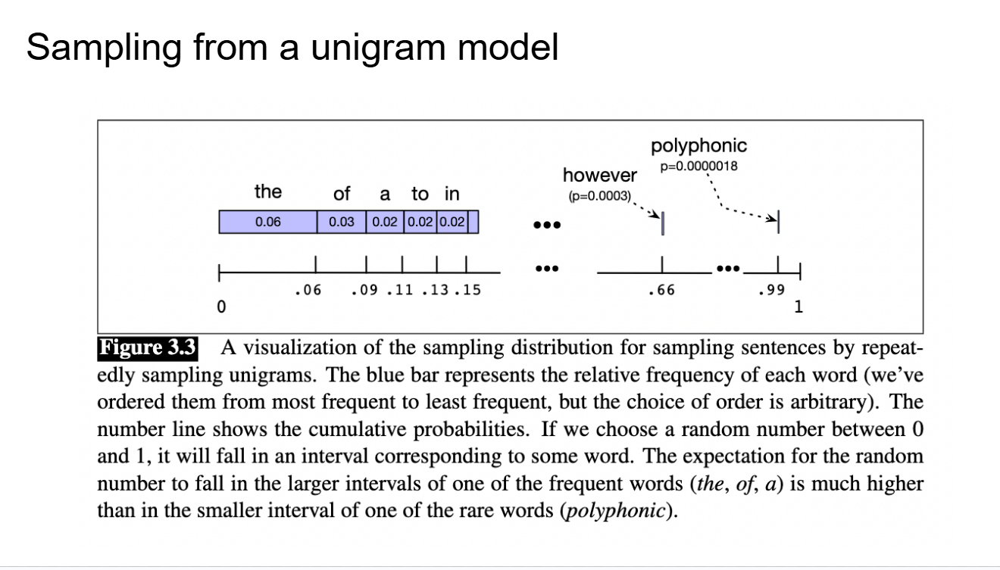 Sampling from a unigram model
polyphonic
p=0.0000018
however
(p=0.0003)
the of a to in
0.06 0.03 0.02 0.02 0.02
•••
•••
•••
.06 .09 .11 .13 .15 .66 .99
0 1
Figure 3.3 A visualization of the sampling distribution for sampling sentences by repeat-
edly sampling unigrams. The blue bar represents the relative frequency of each word (we’ve
ordered them from most frequent to least frequent, but the choice of order is arbitrary). The
number line shows the cumulative probabilities. If we choose a random number between 0
and 1, it will fall in an interval corresponding to some word. The expectation for the random
number to fall in the larger intervals of one of the frequent words (the, of, a) is much higher
than in the smaller interval of one of the rare words (polyphonic).